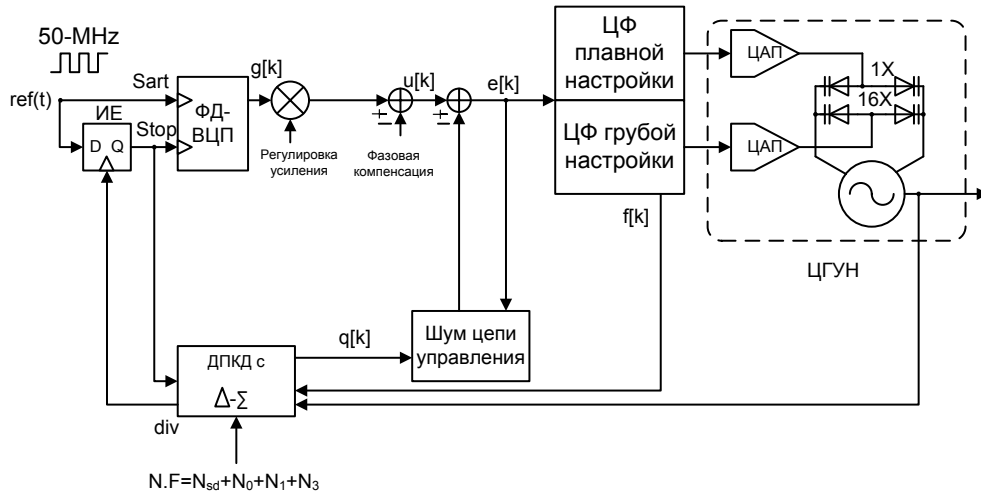 50-MHz
ref(t)
Sart
ИЕ
Stop
D Q
ФД-
ВЦП
g[k]
Регулировка
усиления
Фазовая
компенсация
u[k]
e[k]
ЦФ
плавной
настройки
ЦФ грубой
настройки
ЦАП
ЦАП
1X
16X
ЦГУН
f[k]
Шум цепи
управления
q[k]
ДПКД с
Δ-Σ
div
N.F=Nsd+N0+N1+N3